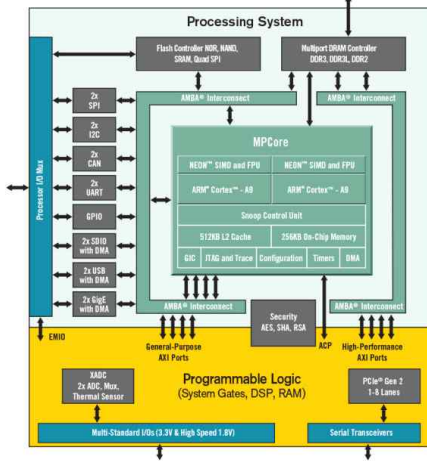 Processing System
Flash Controller NOR, NAND,
SRAM, Quad SPI
Multiport DRAM Controller
DDR3, DDR3L, DDR2
Processor I/O Mux
2x
SPI
2x
I2C
2x
CAN
2x
UART
GPIO
2x SDIO
with DMA
2x USB
with DMA
2x GigE
with DMA
AMBA® Interconnect
AMBA® Interconnect
MPCore
NEON™ SIMD and FPU
NEON™ SIMD and FPU
ARM® Cortex™ - A9
ARM® Cortex™ - A9
Snoop Control Unit
512KB L2 Cache
256KB On-Chip Memory
GIC
JTAG and Trace
Configuration
Timers
DMA
AMBA® Interconnect
AMBA® Interconnect
Security
AES, SHA, RSA
EMIO
General-Purpose
AXI Ports
ACP
High-Performance
AXI Ports
XADC
2x ADC, Mux,
Thermal Sensor
Programmable Logic
(System Gates, DSP, RAM)
PCIe® Gen 2
1-8 Lanes
Multi-Standard I/Os (3.3V & High Speed 1.8V)
Serial Transceivers